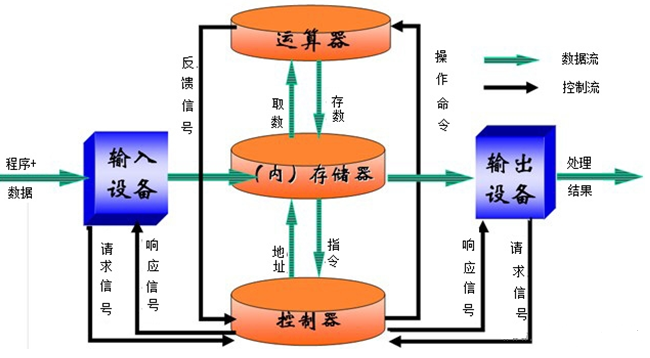 运算器
数据流
控制流
反馈信号
操作命令
取数
存数
程序+
数据
输入
设备
（内）存储器
输出
设备
处理
结果
请求信号
响应信号
地址
指令
响应信号
请求信号
控制器